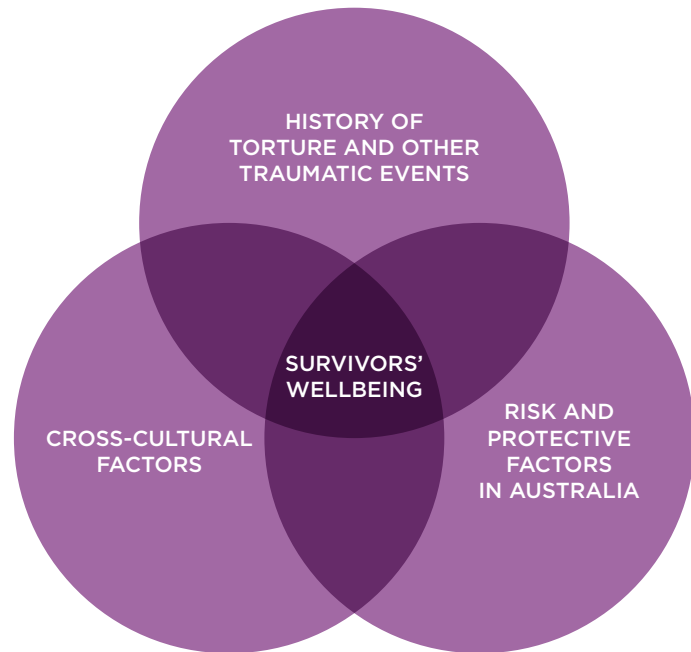 HISTORY OF
TORTURE AND OTHER
TRAUMATIC EVENTS
SURVIVORS’
WELLBEING
CROSS-CULTURAL
FACTORS
RISK AND
PROTECTIVE
FACTORS
IN AUSTRALIA